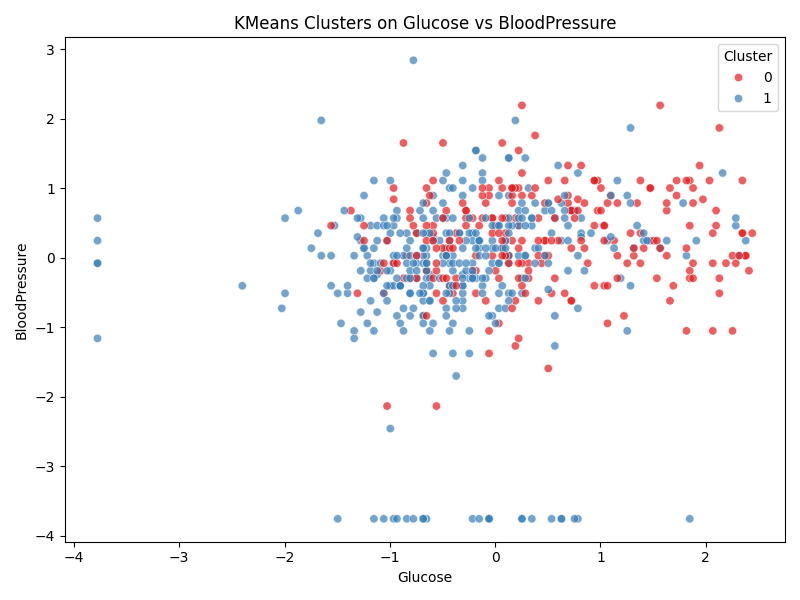 KMeans Clusters on Glucose vs BloodPressure
Cluster
0
1
BloodPressure
3
2
1
0
−1
−2
−3
−4
−4 −3 −2 −1 0 1 2
Glucose